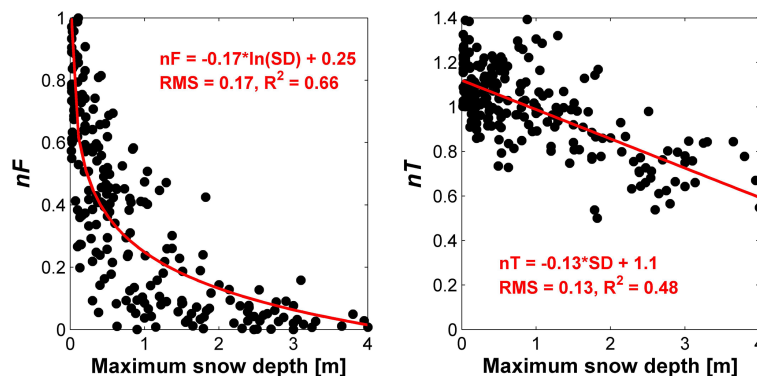 nF = -0.17*ln(SD) + 0.25
RMS = 0.17, R² = 0.66
nF
1
0.8
0.6
0.4
0.2
0
0 1 2 3 4
Maximum snow depth [m]
nT = -0.13*SD + 1.1
RMS = 0.13, R² = 0.48
nT
1.4
1.2
1
0.8
0.6
0.4
0.2
0
0 1 2 3 4
Maximum snow depth [m]